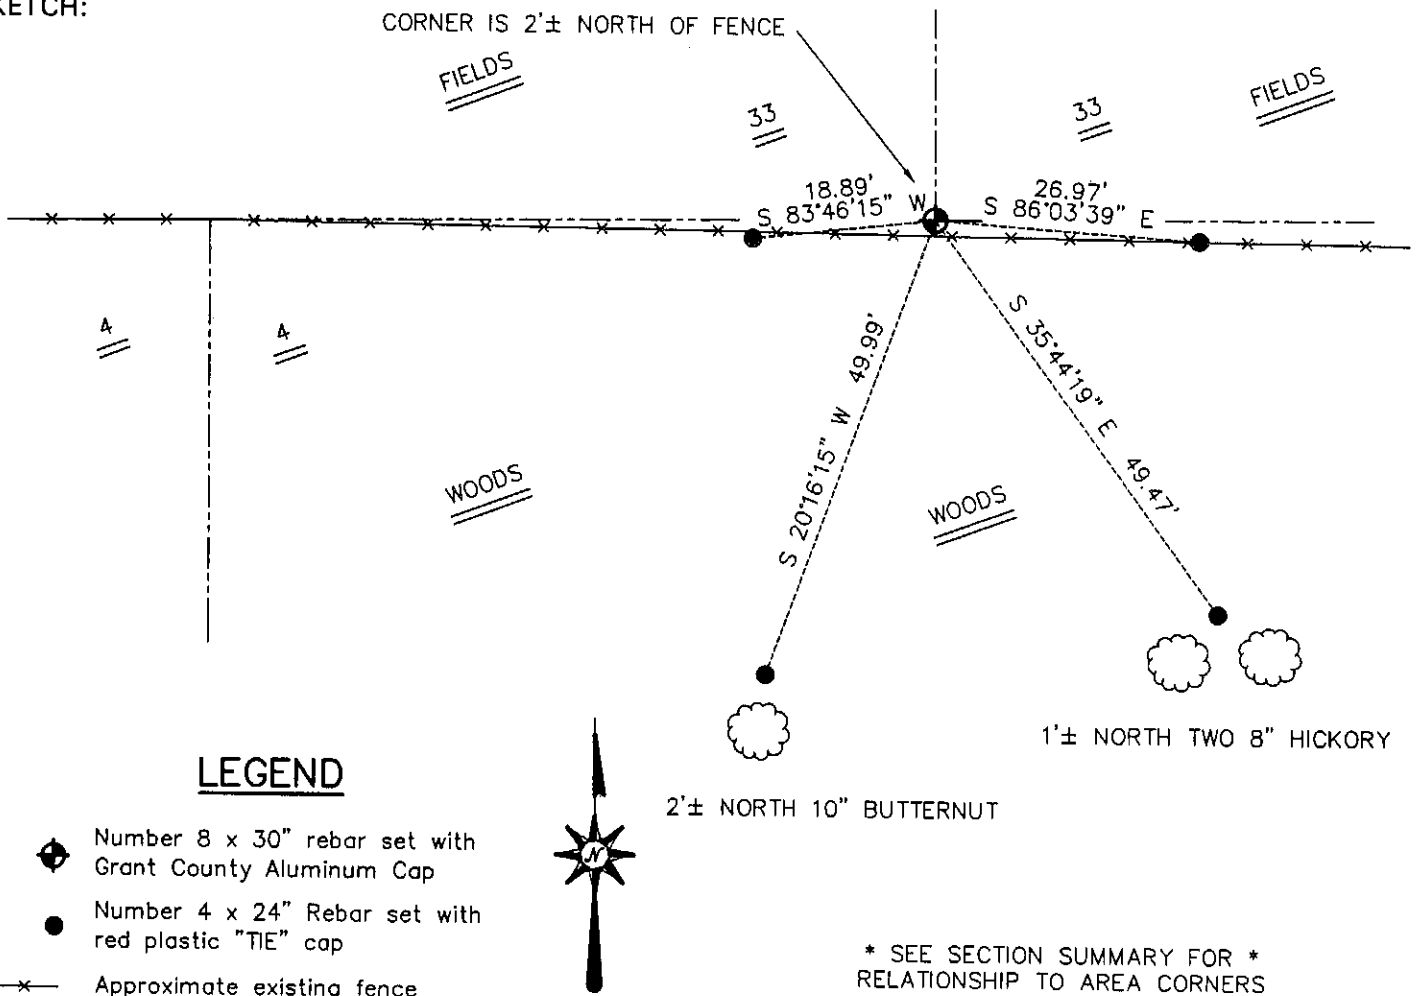 KETCH:
CORNER IS 2'± NORTH OF FENCE
FIELDS
33
33
FIELDS
18.89'
S 83°46'15" W
26.97'
S 86°03'39" E
4
4
S 20°16'15" W 49.99'
S 35°44'19" E 49.47'
WOODS
WOODS
1'± NORTH TWO 8" HICKORY
2'± NORTH 10" BUTTERNUT
LEGEND
Number 8 x 30" rebar set with
Grant County Aluminum Cap
Number 4 x 24" Rebar set with
red plastic "TIE" cap
Approximate existing fence
N
* SEE SECTION SUMMARY FOR *
RELATIONSHIP TO AREA CORNERS